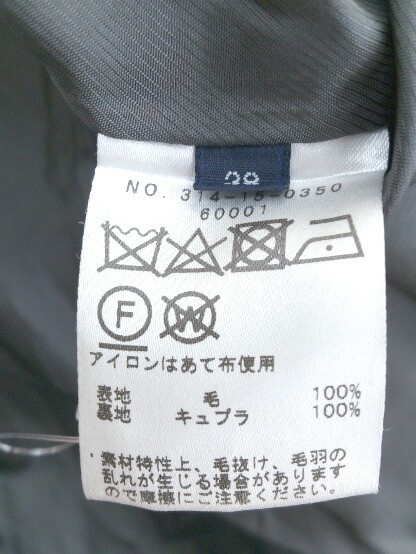 38
NO. 314-15-0350
60001
F
W
アイロンはあて布使用
表地 毛 100%
裏地 キュプラ 100%
・素材特性上、毛抜け、毛羽の
乱れが生じる場合があります
ので摩擦にご注意ください。